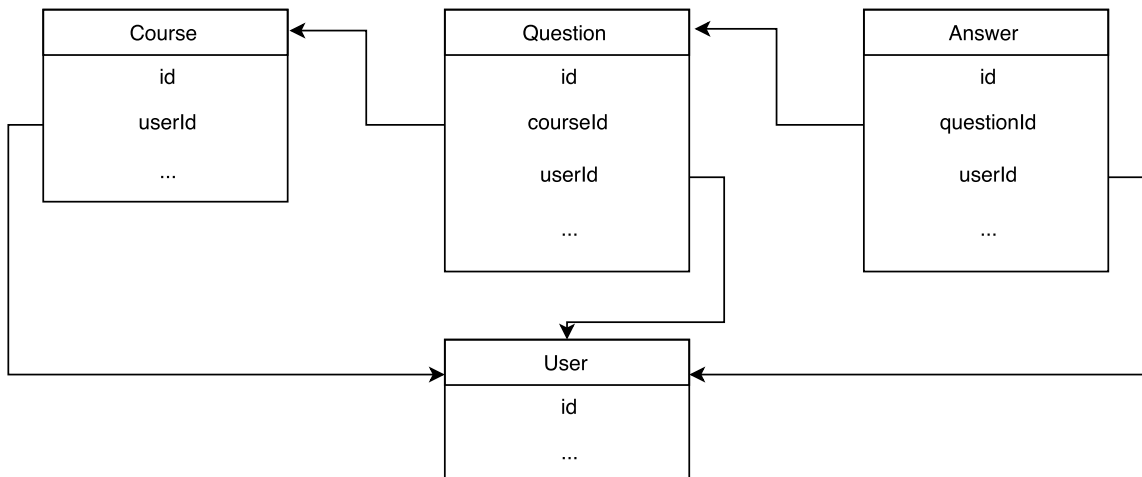 Course
id
userId
...
Question
id
courseId
userId
...
Answer
id
questionId
userId
...
User
id
...